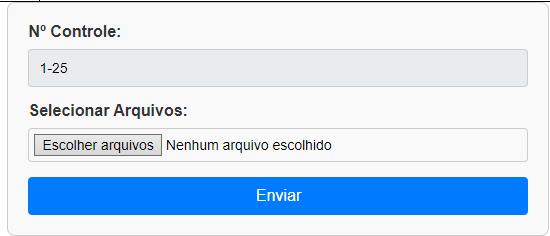 Nº Controle:
1-25
Selecionar Arquivos:
Escolher arquivos Nenhum arquivo escolhido
Enviar